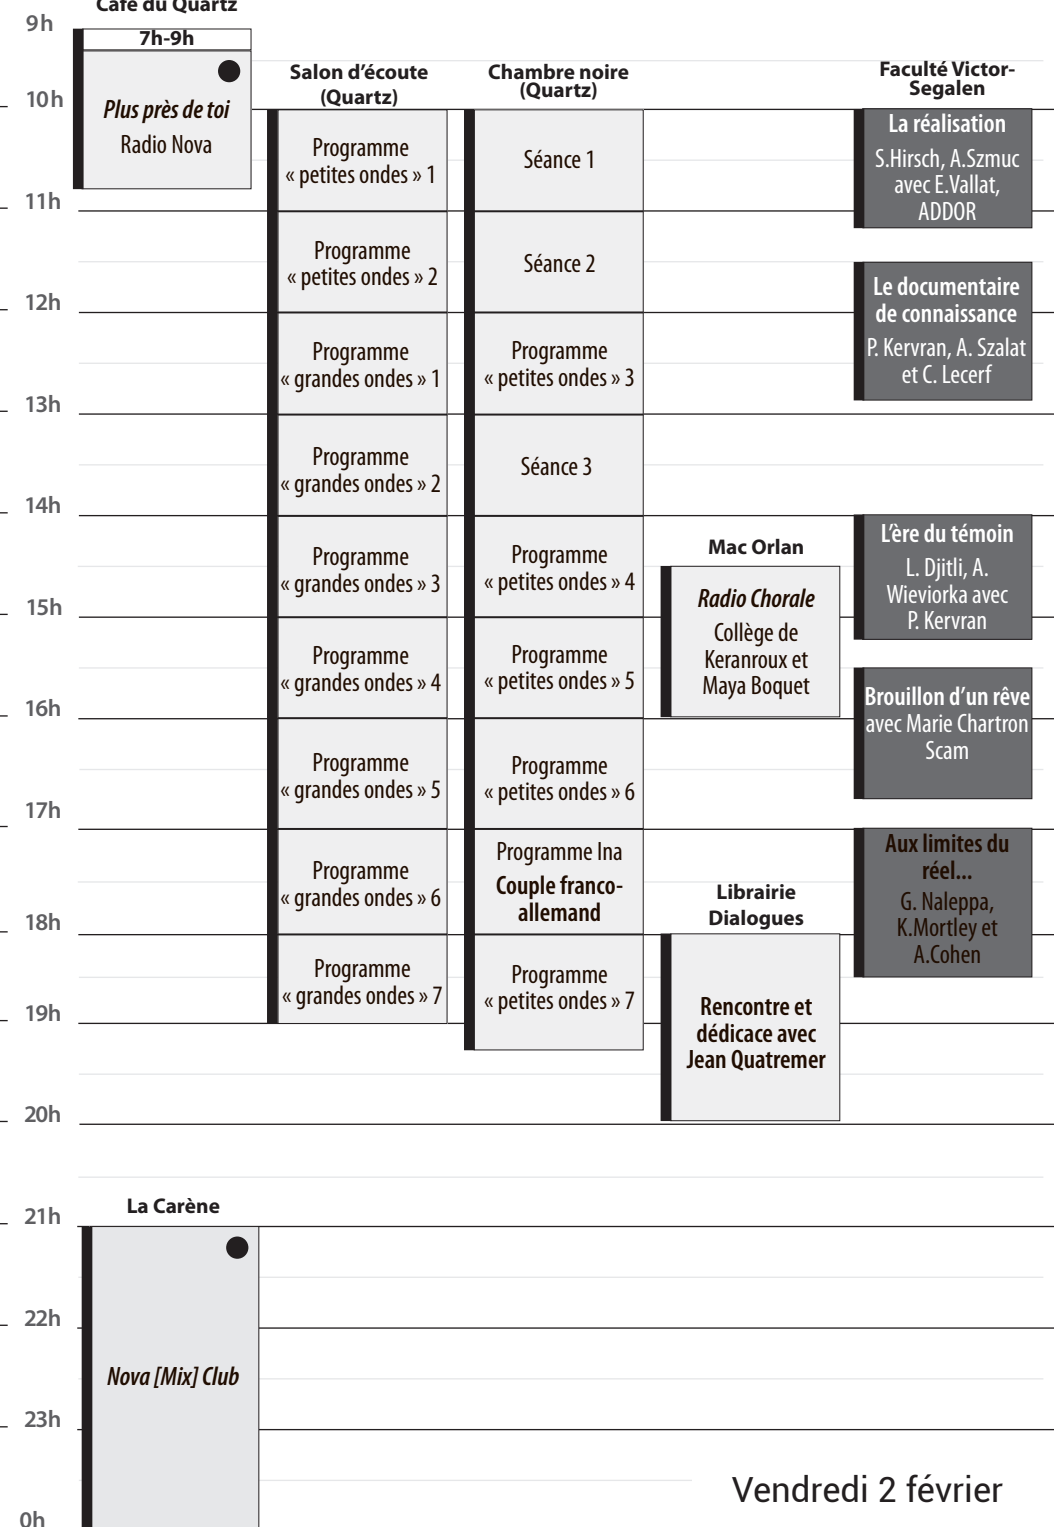 Café du Quartz
9h
7h-9h
Plus près de toi
Radio Nova
Salon d'écoute
(Quartz)
Programme
« petites ondes » 1
Programme
« petites ondes » 2
Programme
« grandes ondes » 1
Programme
« grandes ondes » 2
Programme
« grandes ondes » 3
Programme
« grandes ondes » 4
Programme
« grandes ondes » 5
Programme
« grandes ondes » 6
Programme
« grandes ondes » 7
Chambre noire
(Quartz)
Séance 1
Séance 2
Programme
« petites ondes » 3
Séance 3
Programme
« petites ondes » 4
Programme
« petites ondes » 5
Programme
« petites ondes » 6
Programme Ina
Couple franco-
allemand
Programme
« petites ondes » 7
Mac Orlan
Radio Chorale
Collège de
Keranroux et
Maya Boquet
Librairie
Dialogues
Rencontre et
dédicace avec
Jean Quatremer
Faculté Victor-
Segalen
La réalisation
S.Hirsch, A.Szmuc
avec E.Vallat,
ADDOR
Le documentaire
de connaissance
P. Kervran, A. Szalat
et C. Lecerf
L'ère du témoin
L. Djitli, A.
Wieviorka avec
P. Kervran
Brouillon d'un rêve
avec Marie Chartron
Scam
Aux limites du
réel...
G. Naleppa,
K.Mortley et
A.Cohen
10h
11h
12h
13h
14h
15h
16h
17h
18h
19h
20h
La Carène
21h
22h
Nova [Mix] Club
23h
0h
Vendredi 2 février